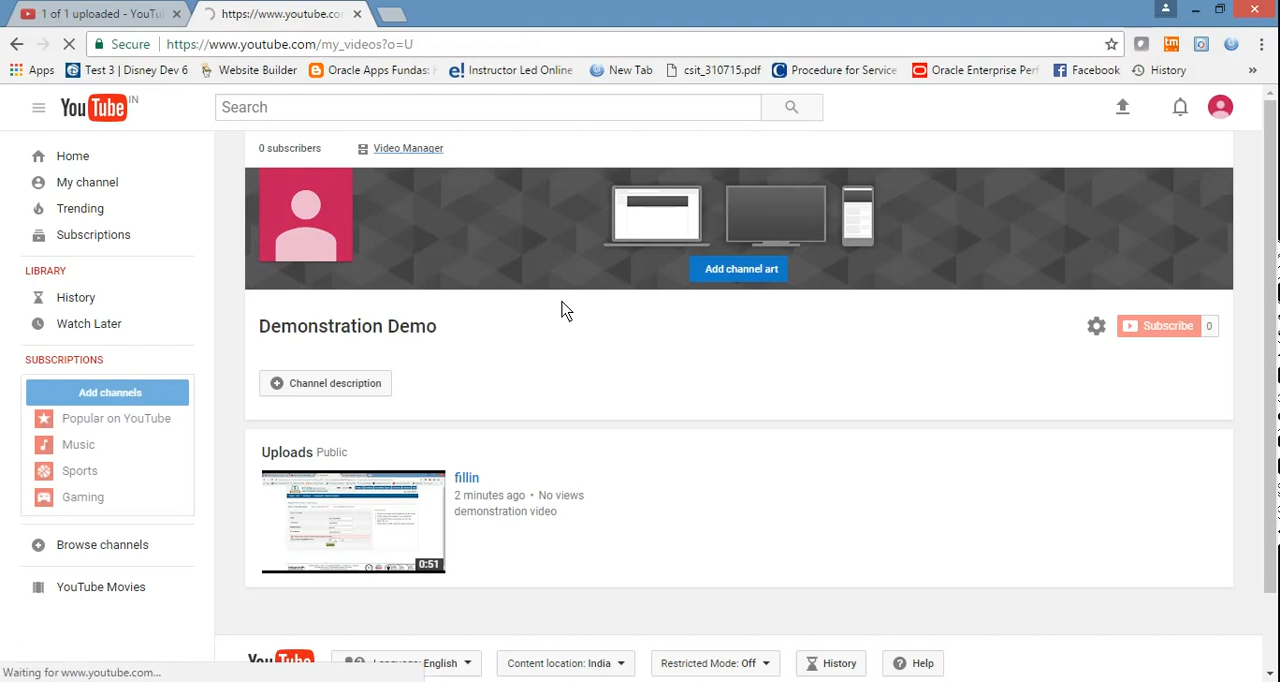 1 of 1 uploaded - YouTu
https://www.youtube.co
Secure https://www.youtube.com/my_videos?o=U
Apps Test 3 | Disney Dev 6 Website Builder Oracle Apps Fundas: Instructor Led Online New Tab csit_310715.pdf Procedure for Service Oracle Enterprise Perf Facebook History »
YouTube IN
Search
0 subscribers Video Manager
Home
My channel
Trending
Subscriptions
LIBRARY
History
Watch Later
SUBSCRIPTIONS
Add channels
Popular on YouTube
Music
Sports
Gaming
Browse channels
YouTube Movies
Add channel art
Demonstration Demo
Subscribe 0
Channel description
Uploads Public
fillin
2 minutes ago • No views
demonstration video
0:51
YouTube Language: English Content location: India Restricted Mode: Off History Help
Waiting for www.youtube.com...